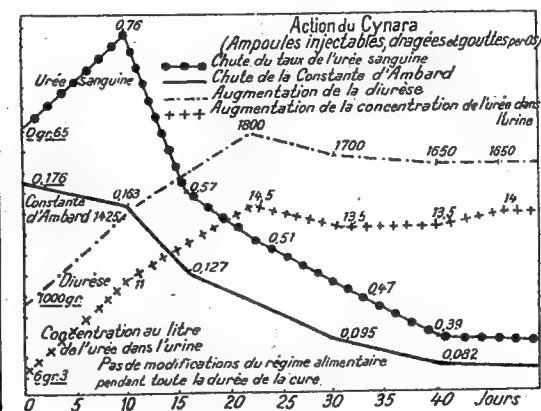 Action du Cynara
(Ampoules injectables, dragées et gouttes per Os)
Chute du taux de l'urée sanguine
Chute de la Constante d'Ambard
Augmentation de la diurèse
Augmentation de la concentration de l'urée dans
l'urine
0,76
Urée sanguine
0gr.65
1800
1700
1650
1650
0,176
0,163
0,57
Constante
d'Ambard
1425
14,5
13,5
13,5
14
0,51
0,127
Diurèse
11
0,47
1000gr.
0,39
0,095
0,082
Concentration au litre
de l'urée dans l'urine
6gr.3
Pas de modifications du régime alimentaire
pendant toute la durée de la cure.
0 5 10 15 20 25 30 35 40 Jours